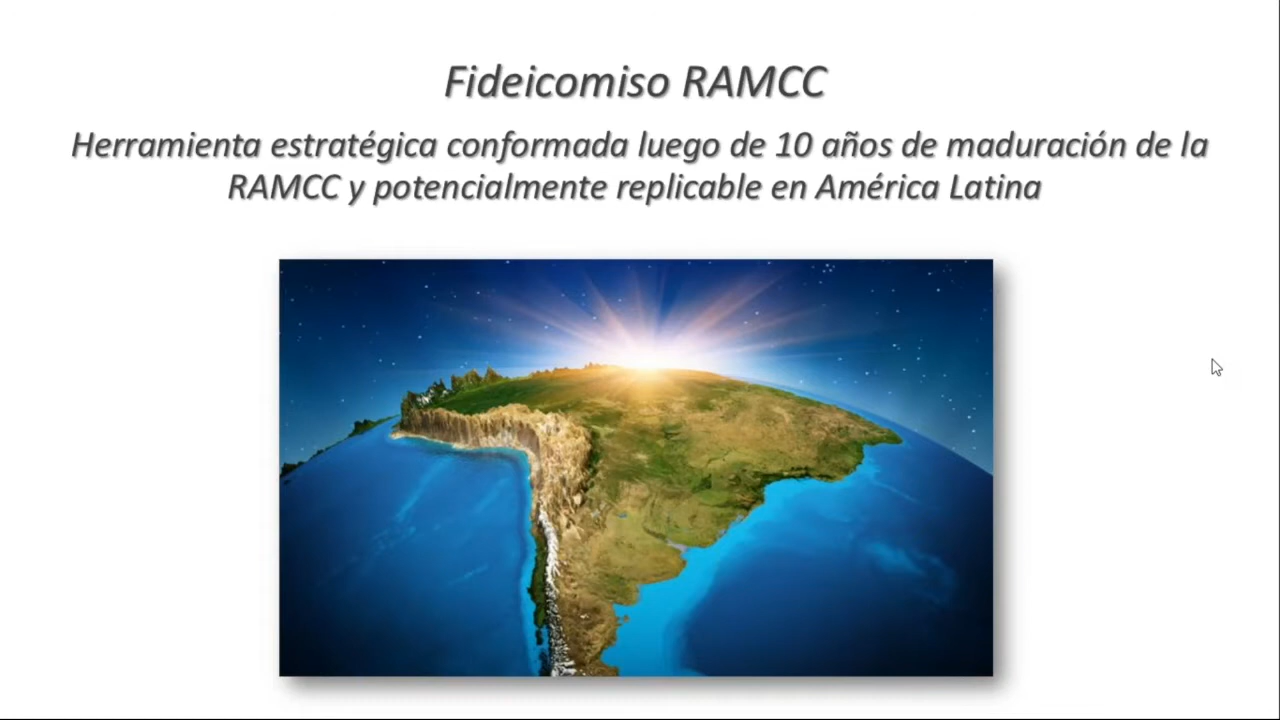 Fideicomiso RAMCC
Herramienta estratégica conformada luego de 10 años de maduración de la
RAMCC y potencialmente replicable en América Latina